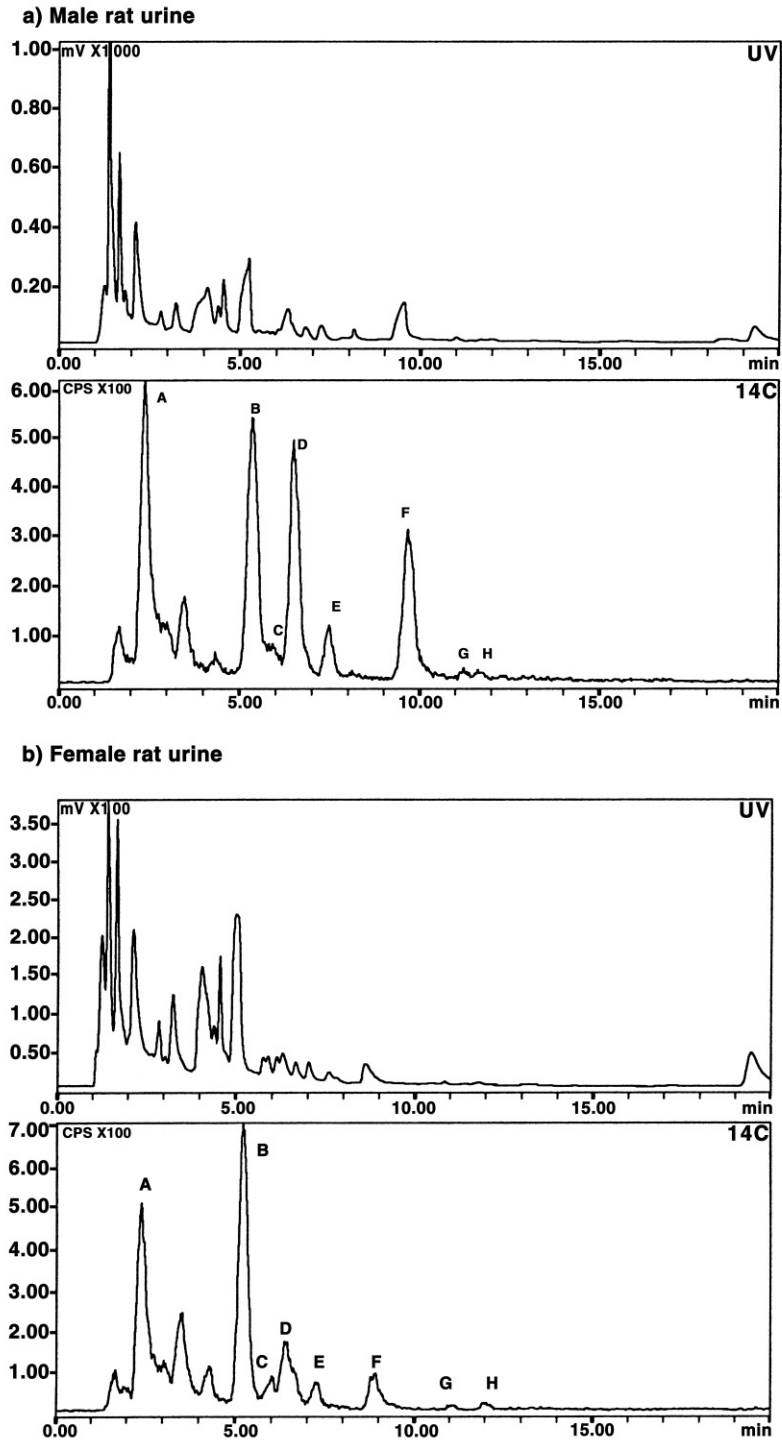 a) Male rat urine
mV X1000 UV
1.00
0.80
0.60
0.40
0.20
0.00 5.00 10.00 15.00 min
CPS X100 14C
6.00
5.00
4.00
3.00
2.00
1.00
A
B
D
F
E
C
G H
0.00 5.00 10.00 15.00 min
b) Female rat urine
mV X100 UV
3.50
3.00
2.50
2.00
1.50
1.00
0.50
0.00 5.00 10.00 15.00 min
CPS X100 14C
7.00
6.00
5.00
4.00
3.00
2.00
1.00
B
A
D
C E F
G H
0.00 5.00 10.00 15.00 min